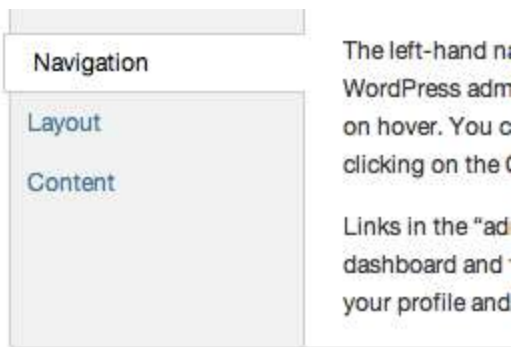 Navigation
Layout
Content
The left-hand na
WordPress adm
on hover. You c
clicking on the
Links in the “ad
dashboard and
your profile and